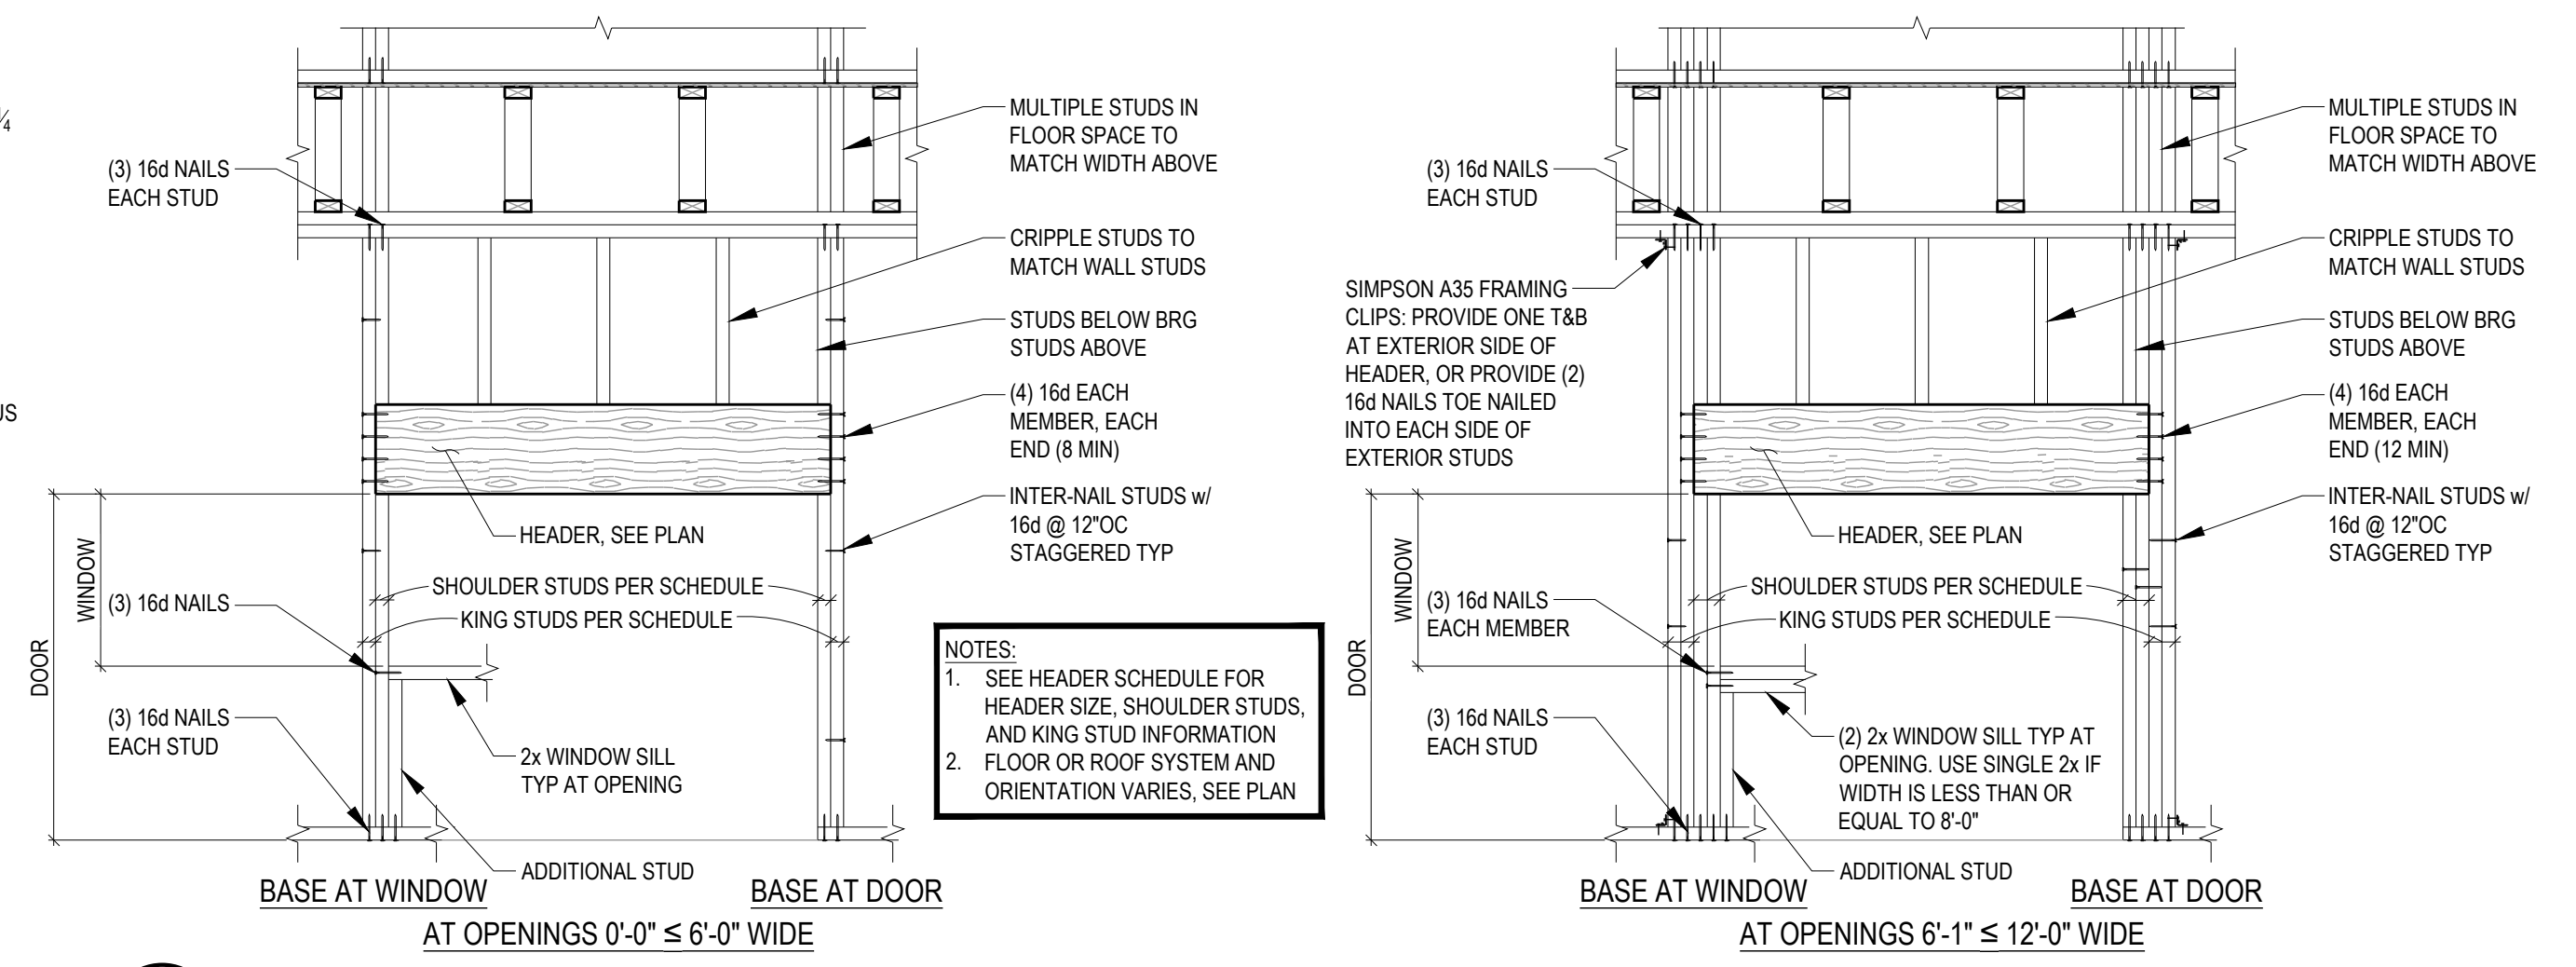 ¼
US
(3) 16d NAILS
EACH STUD
MULTIPLE STUDS IN
FLOOR SPACE TO
MATCH WIDTH ABOVE
CRIPPLE STUDS TO
MATCH WALL STUDS
STUDS BELOW BRG
STUDS ABOVE
(4) 16d EACH
MEMBER, EACH
END (8 MIN)
INTER-NAIL STUDS w/
16d @ 12"OC
STAGGERED TYP
HEADER, SEE PLAN
SHOULDER STUDS PER SCHEDULE
KING STUDS PER SCHEDULE
WINDOW
DOOR
(3) 16d NAILS
(3) 16d NAILS
EACH STUD
2x WINDOW SILL
TYP AT OPENING
ADDITIONAL STUD
BASE AT WINDOW
BASE AT DOOR
AT OPENINGS 0'-0" ≤ 6'-0" WIDE
NOTES:
1. SEE HEADER SCHEDULE FOR
HEADER SIZE, SHOULDER STUDS,
AND KING STUD INFORMATION
2. FLOOR OR ROOF SYSTEM AND
ORIENTATION VARIES, SEE PLAN
(3) 16d NAILS
EACH STUD
SIMPSON A35 FRAMING
CLIPS: PROVIDE ONE T&B
AT EXTERIOR SIDE OF
HEADER, OR PROVIDE (2)
16d NAILS TOE NAILED
INTO EACH SIDE OF
EXTERIOR STUDS
MULTIPLE STUDS IN
FLOOR SPACE TO
MATCH WIDTH ABOVE
CRIPPLE STUDS TO
MATCH WALL STUDS
STUDS BELOW BRG
STUDS ABOVE
(4) 16d EACH
MEMBER, EACH
END (12 MIN)
INTER-NAIL STUDS w/
16d @ 12"OC
STAGGERED TYP
HEADER, SEE PLAN
SHOULDER STUDS PER SCHEDULE
KING STUDS PER SCHEDULE
WINDOW
DOOR
(3) 16d NAILS
EACH MEMBER
(3) 16d NAILS
EACH STUD
(2) 2x WINDOW SILL TYP AT
OPENING. USE SINGLE 2x IF
WIDTH IS LESS THAN OR
EQUAL TO 8'-0"
ADDITIONAL STUD
BASE AT WINDOW
BASE AT DOOR
AT OPENINGS 6'-1" ≤ 12'-0" WIDE